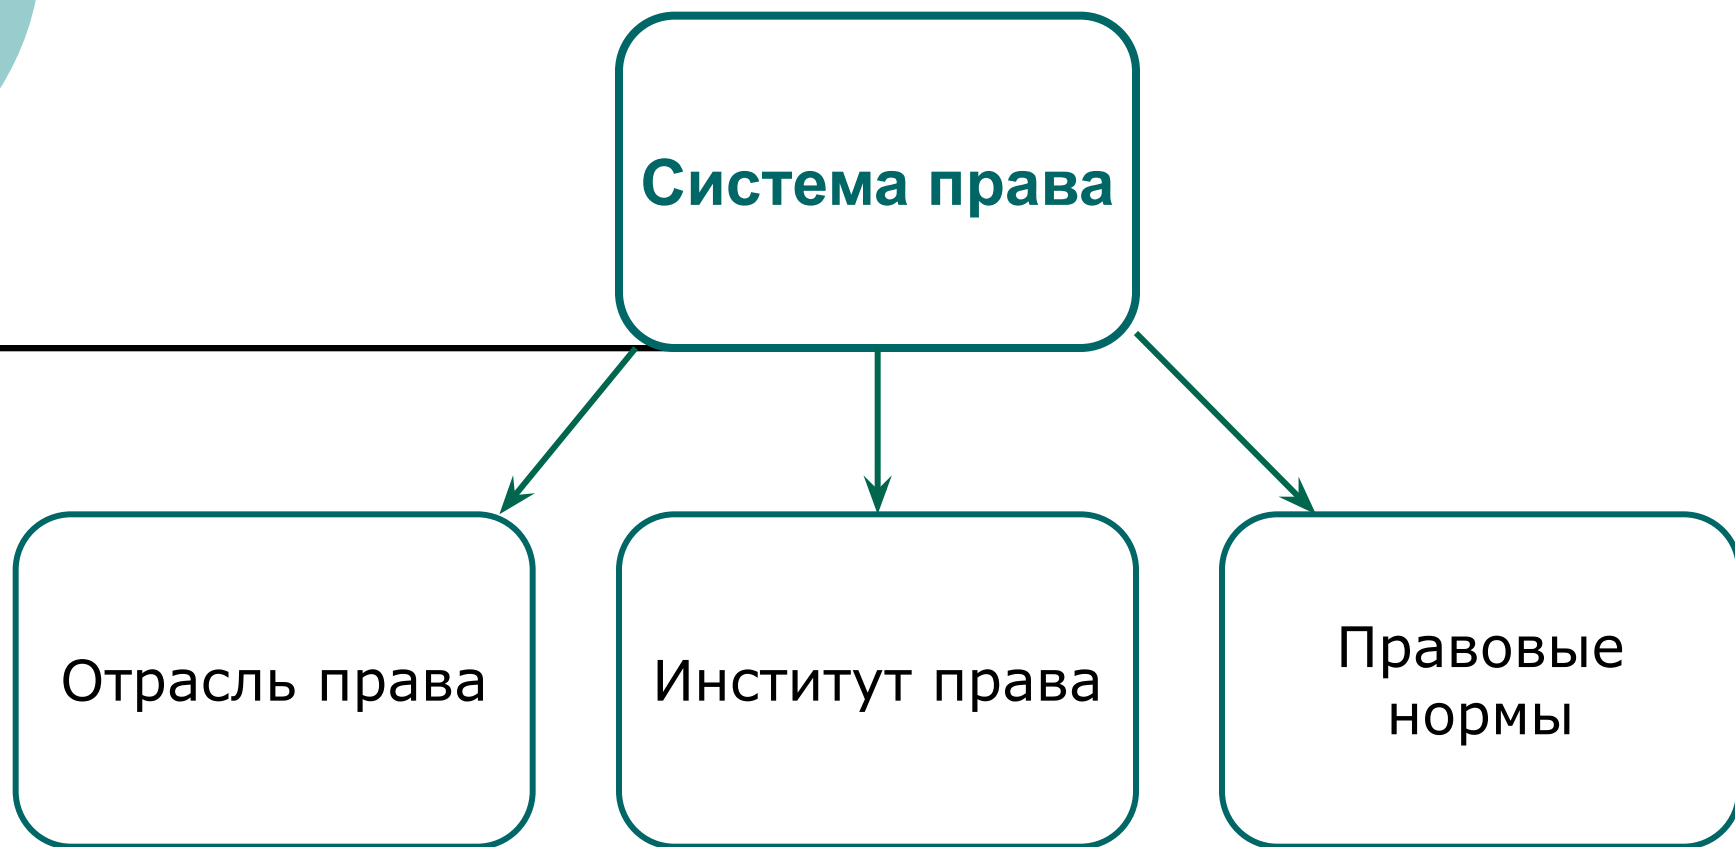 Система права
Отрасль права
Институт права
Правовые
нормы